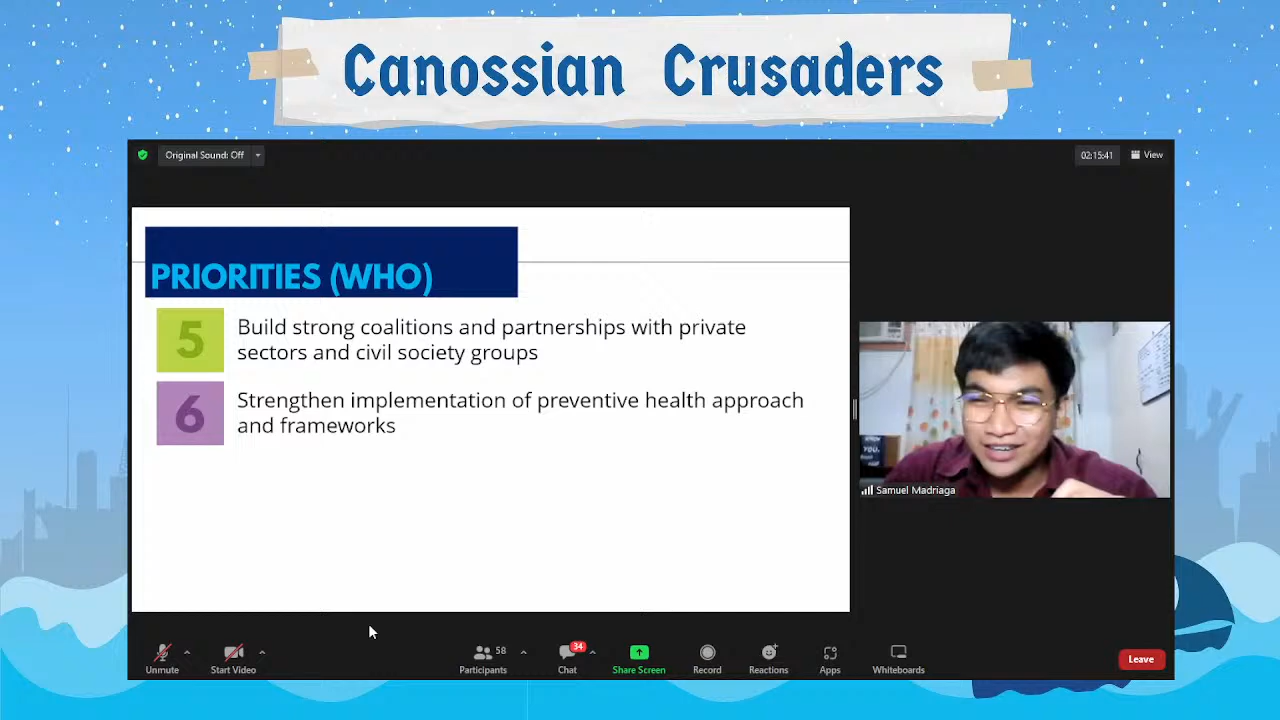 Canossian Crusaders
Original Sound: Off
02:15:41
View
PRIORITIES (WHO)
5
Build strong coalitions and partnerships with private
sectors and civil society groups
6
Strengthen implementation of preventive health approach
and frameworks
YOU.
Samuel Madriaga
58
34
Unmute
Start Video
Participants
Chat
Share Screen
Record
Reactions
Apps
Whiteboards
Leave